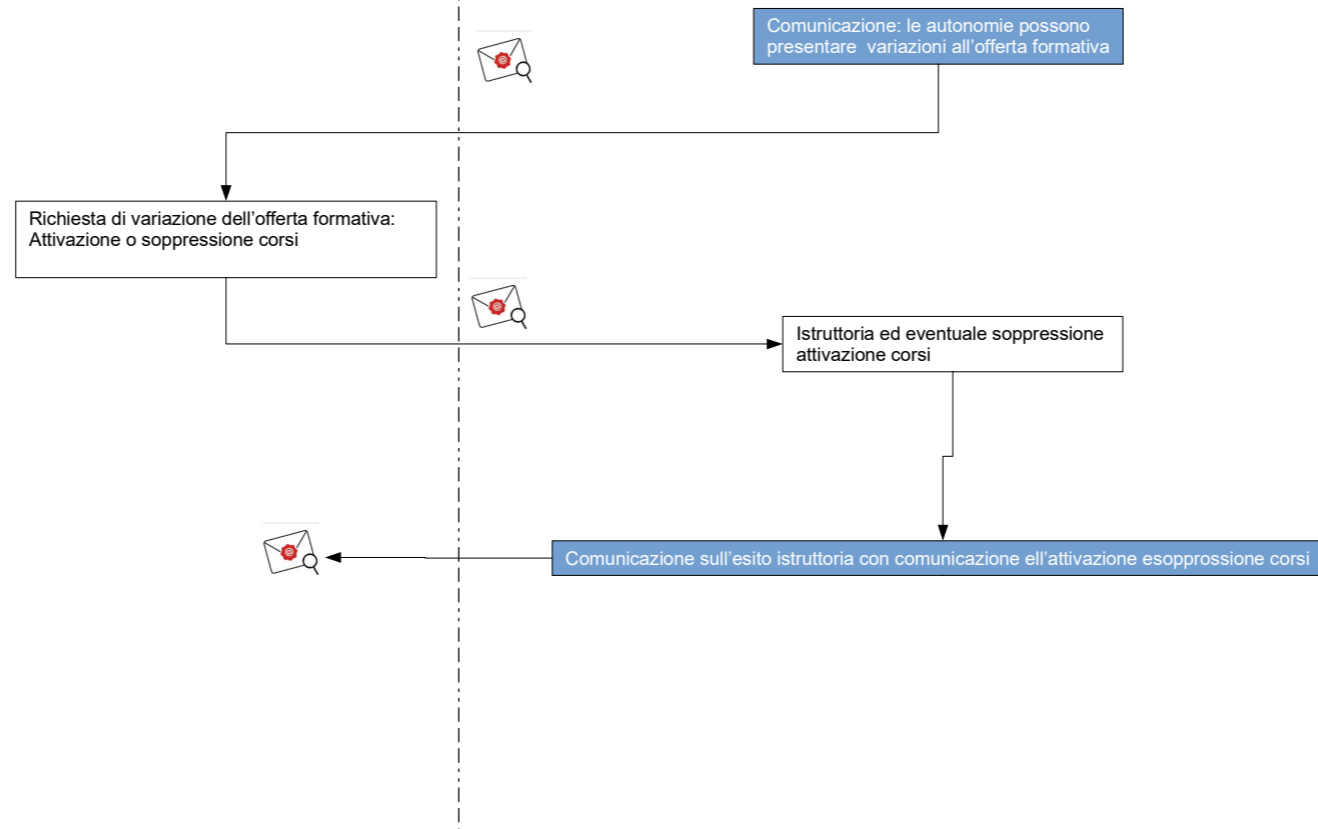 Comunicazione: le autonomie possono
presentare  variazioni all’offerta formativa
Richiesta di variazione dell’offerta formativa:
Attivazione o soppressione corsi
Istruttoria ed eventuale soppressione
attivazione corsi
Comunicazione sull’esito istruttoria con comunicazione ell’attivazione esopprossione corsi